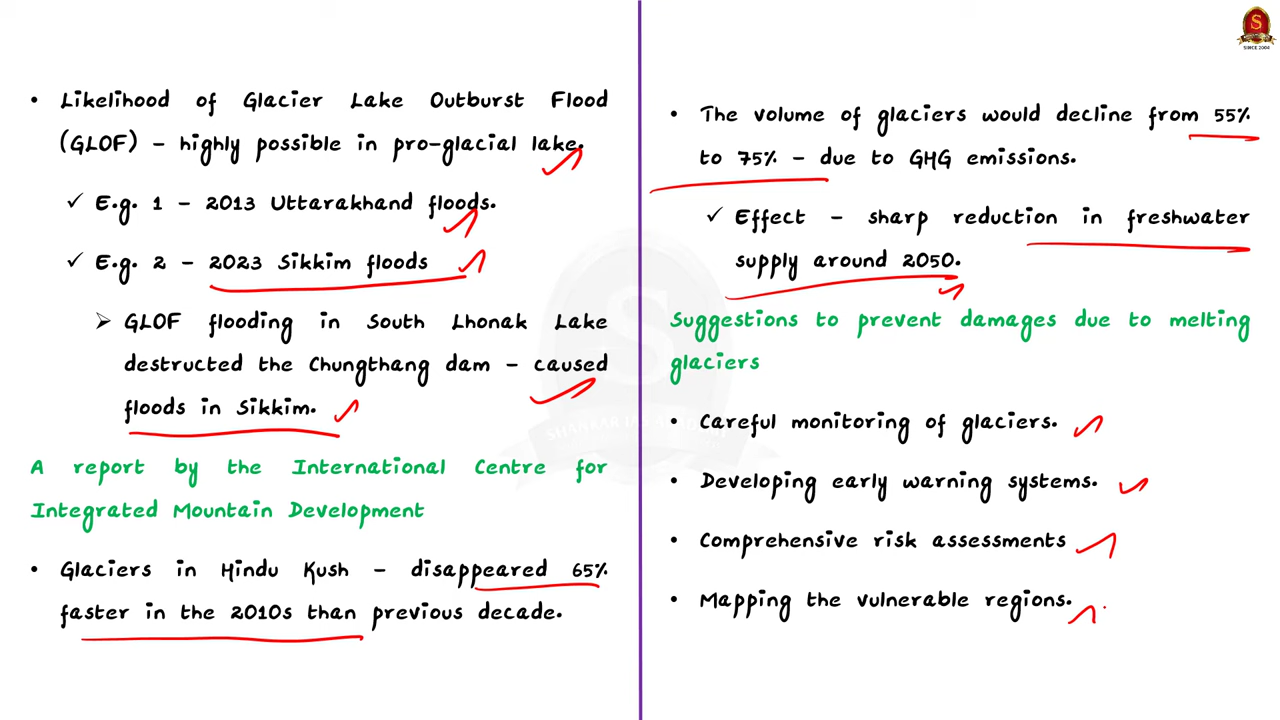 • Likelihood of Glacier Lake Outburst Flood
(GLOF) – highly possible in pro-glacial lake.
✓ E.g. 1 – 2013 Uttarakhand floods.
✓ E.g. 2 – 2023 Sikkim floods
➢ GLOF flooding in South Lhonak Lake
destructed the Chungthang dam – caused
floods in Sikkim.
A report by the International Centre for
Integrated Mountain Development
• Glaciers in Hindu Kush – disappeared 65%
faster in the 2010s than previous decade.
• The volume of glaciers would decline from 55%
to 75% – due to GHG emissions.
✓ Effect – sharp reduction in freshwater
supply around 2050.
Suggestions to prevent damages due to melting
glaciers
• Careful monitoring of glaciers.
• Developing early warning systems.
• Comprehensive risk assessments
• Mapping the vulnerable regions.
S
SINCE 2004
S